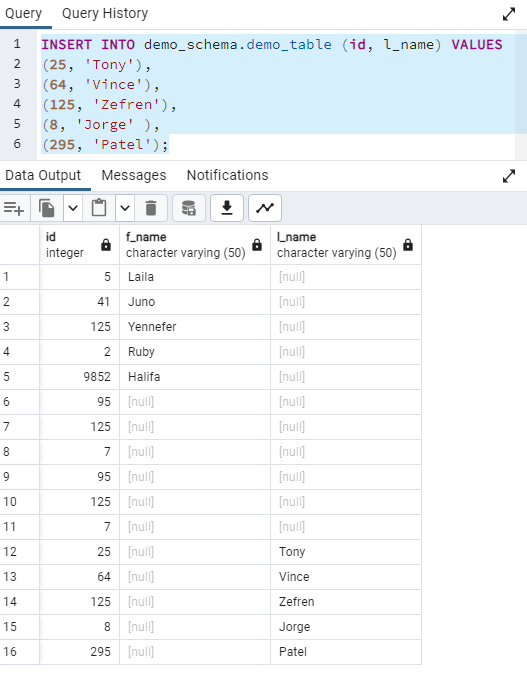 Query Query History
1 INSERT INTO demo_schema.demo_table (id, l_name) VALUES
2 (25, 'Tony'),
3 (64, 'Vince'),
4 (125, 'Zefren'),
5 (8, 'Jorge' ),
6 (295, 'Patel');
Data Output Messages Notifications
id f_name l_name
integer character varying (50) character varying (50)
1 5 Laila [null]
2 41 Juno [null]
3 125 Yennefer [null]
4 2 Ruby [null]
5 9852 Halifa [null]
6 95 [null] [null]
7 125 [null] [null]
8 7 [null] [null]
9 95 [null] [null]
10 125 [null] [null]
11 7 [null] [null]
12 25 [null] Tony
13 64 [null] Vince
14 125 [null] Zefren
15 8 [null] Jorge
16 295 [null] Patel